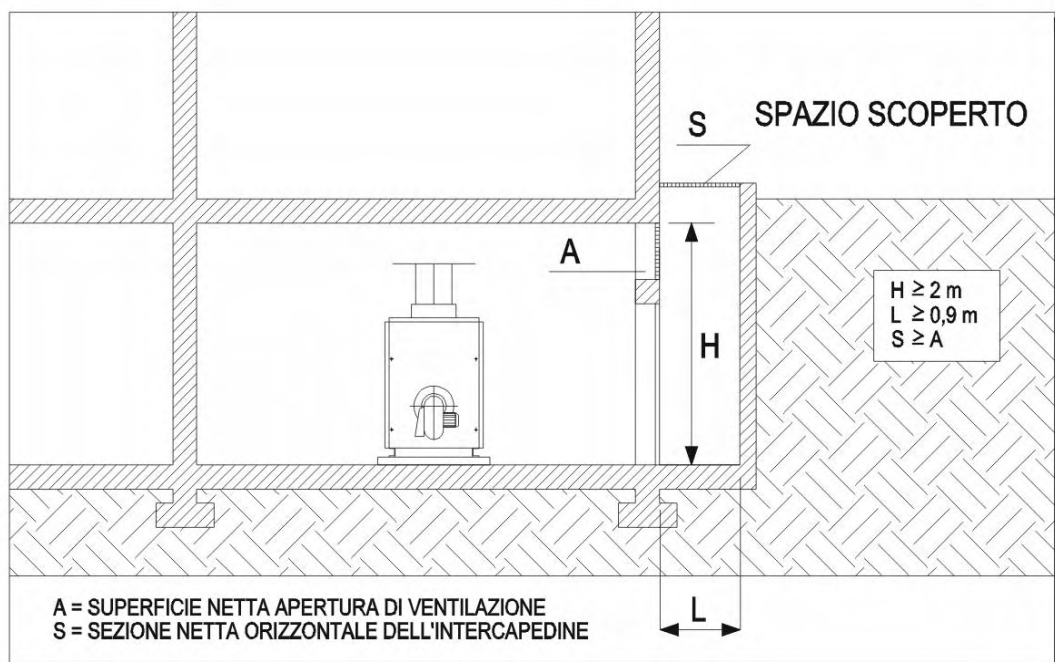 S
SPAZIO SCOPERTO
A
H
H ≥ 2 m
L ≥ 0,9 m
S ≥ A
A = SUPERFICIE NETTA APERTURA DI VENTILAZIONE
S = SEZIONE NETTA ORIZZONTALE DELL'INTERCAPEDINE
L